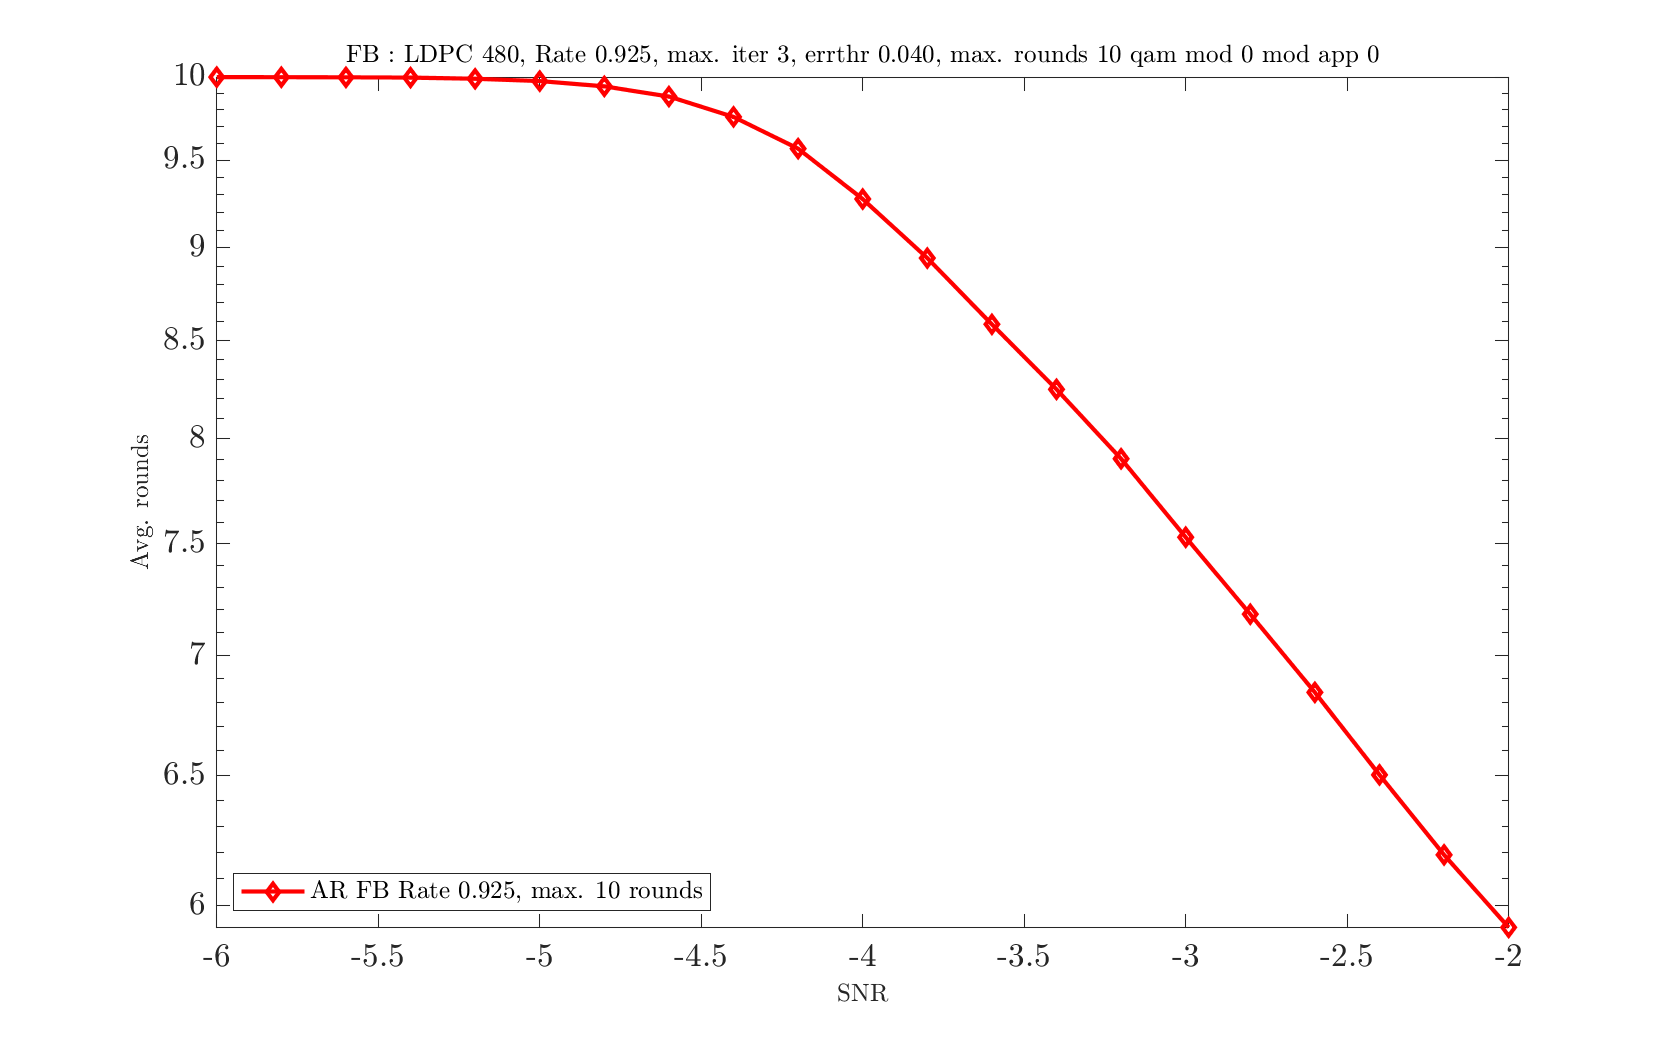 FB : LDPC 480, Rate 0.925, max. iter 3, errthr 0.040, max. rounds 10 qam mod 0 mod app 0
10
9.5
9
8.5
8
7.5
7
6.5
6
Avg. rounds
AR FB Rate 0.925, max. 10 rounds
-6 -5.5 -5 -4.5 -4 -3.5 -3 -2.5 -2
SNR